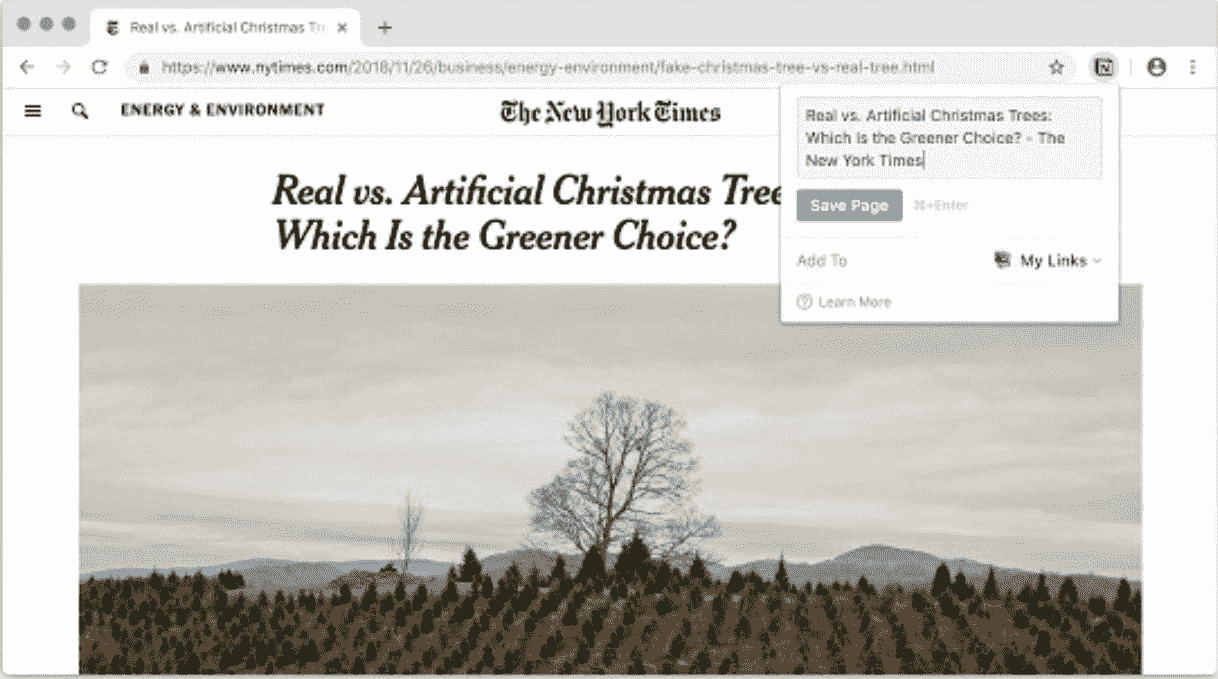 Real vs. Artificial Christmas Tr
https://www.nytimes.com/2018/11/26/business/energy-environment/fake-christmas-tree-vs-real-tree.html
ENERGY & ENVIRONMENT
The New York Times
Real vs. Artificial Christmas Tree
Which Is the Greener Choice?
Real vs. Artificial Christmas Trees:
Which Is the Greener Choice? - The
New York Times
Save Page ⌘+Enter
Add To My Links
Learn More